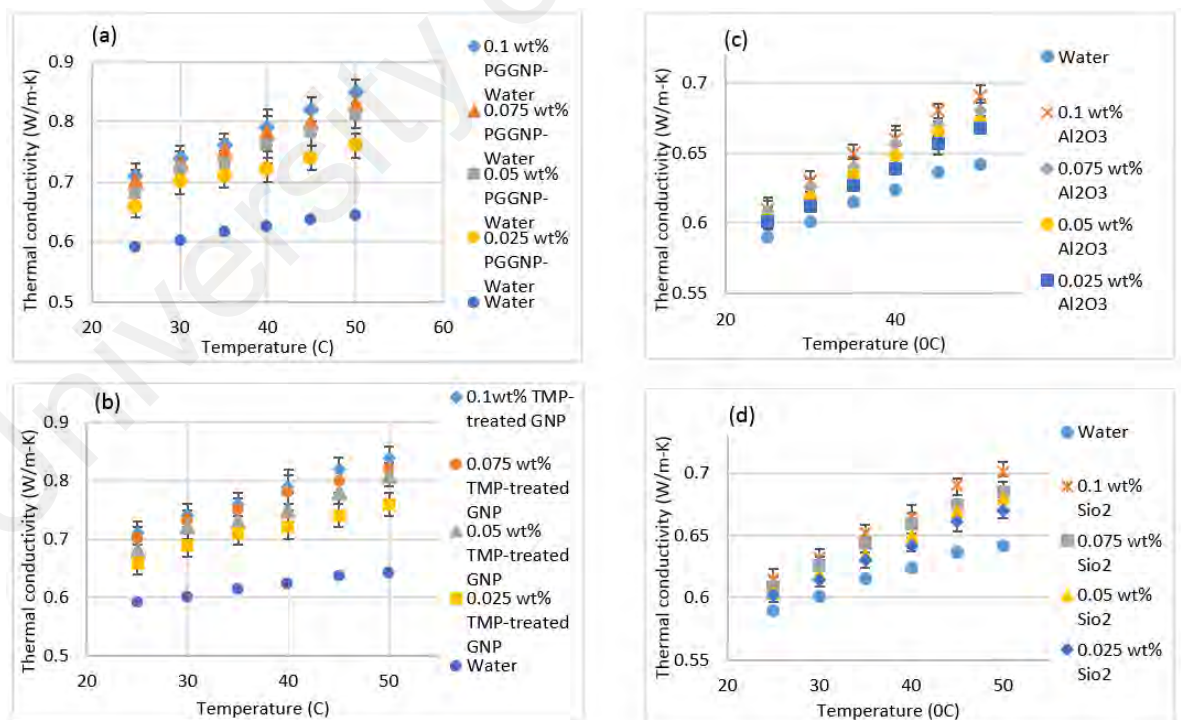 University
(a)
Thermal conductivity (W/m-K)
0.9
0.8
0.7
0.6
0.5
20
30
40
50
60
Temperature (C)
0.1 wt%
PGGNP-
Water
0.075 wt%
PGGNP-
Water
0.05 wt%
PGGNP-
Water
0.025 wt%
PGGNP-
Water
Water
(c)
Thermal conductivity (W/m-K)
0.7
0.65
0.6
0.55
20
40
Temperature (0C)
Water
0.1 wt%
Al2O3
0.075 wt%
Al2O3
0.05 wt%
Al2O3
0.025 wt%
Al2O3
(b)
Thermal conductivity (W/m-K)
0.9
0.8
0.7
0.6
0.5
20
30
40
50
Temperature (C)
0.1wt% TMP-
treated GNP
0.075 wt%
TMP-treated
GNP
0.05 wt%
TMP-treated
GNP
0.025 wt%
TMP-treated
GNP
Water
(d)
Thermal conductivity (W/m-K)
0.7
0.65
0.6
0.55
20
30
40
50
Temperature (0C)
Water
0.1 wt%
Sio2
0.075 wt%
Sio2
0.05 wt%
Sio2
0.025 wt%
Sio2